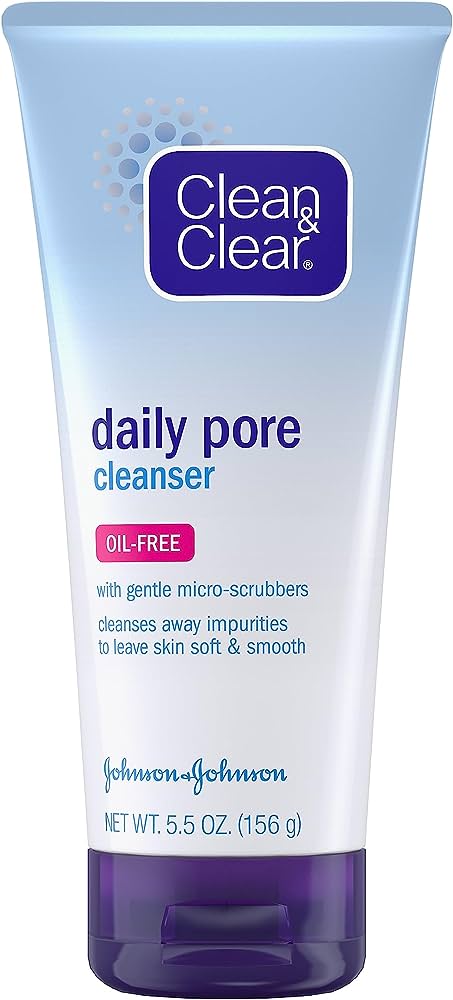 Clean
&
Clear®
daily pore
cleanser
OIL-FREE
with gentle micro-scrubbers
cleanses away impurities
to leave skin soft & smooth
Johnson & Johnson
NET WT. 5.5 OZ. (156 g)